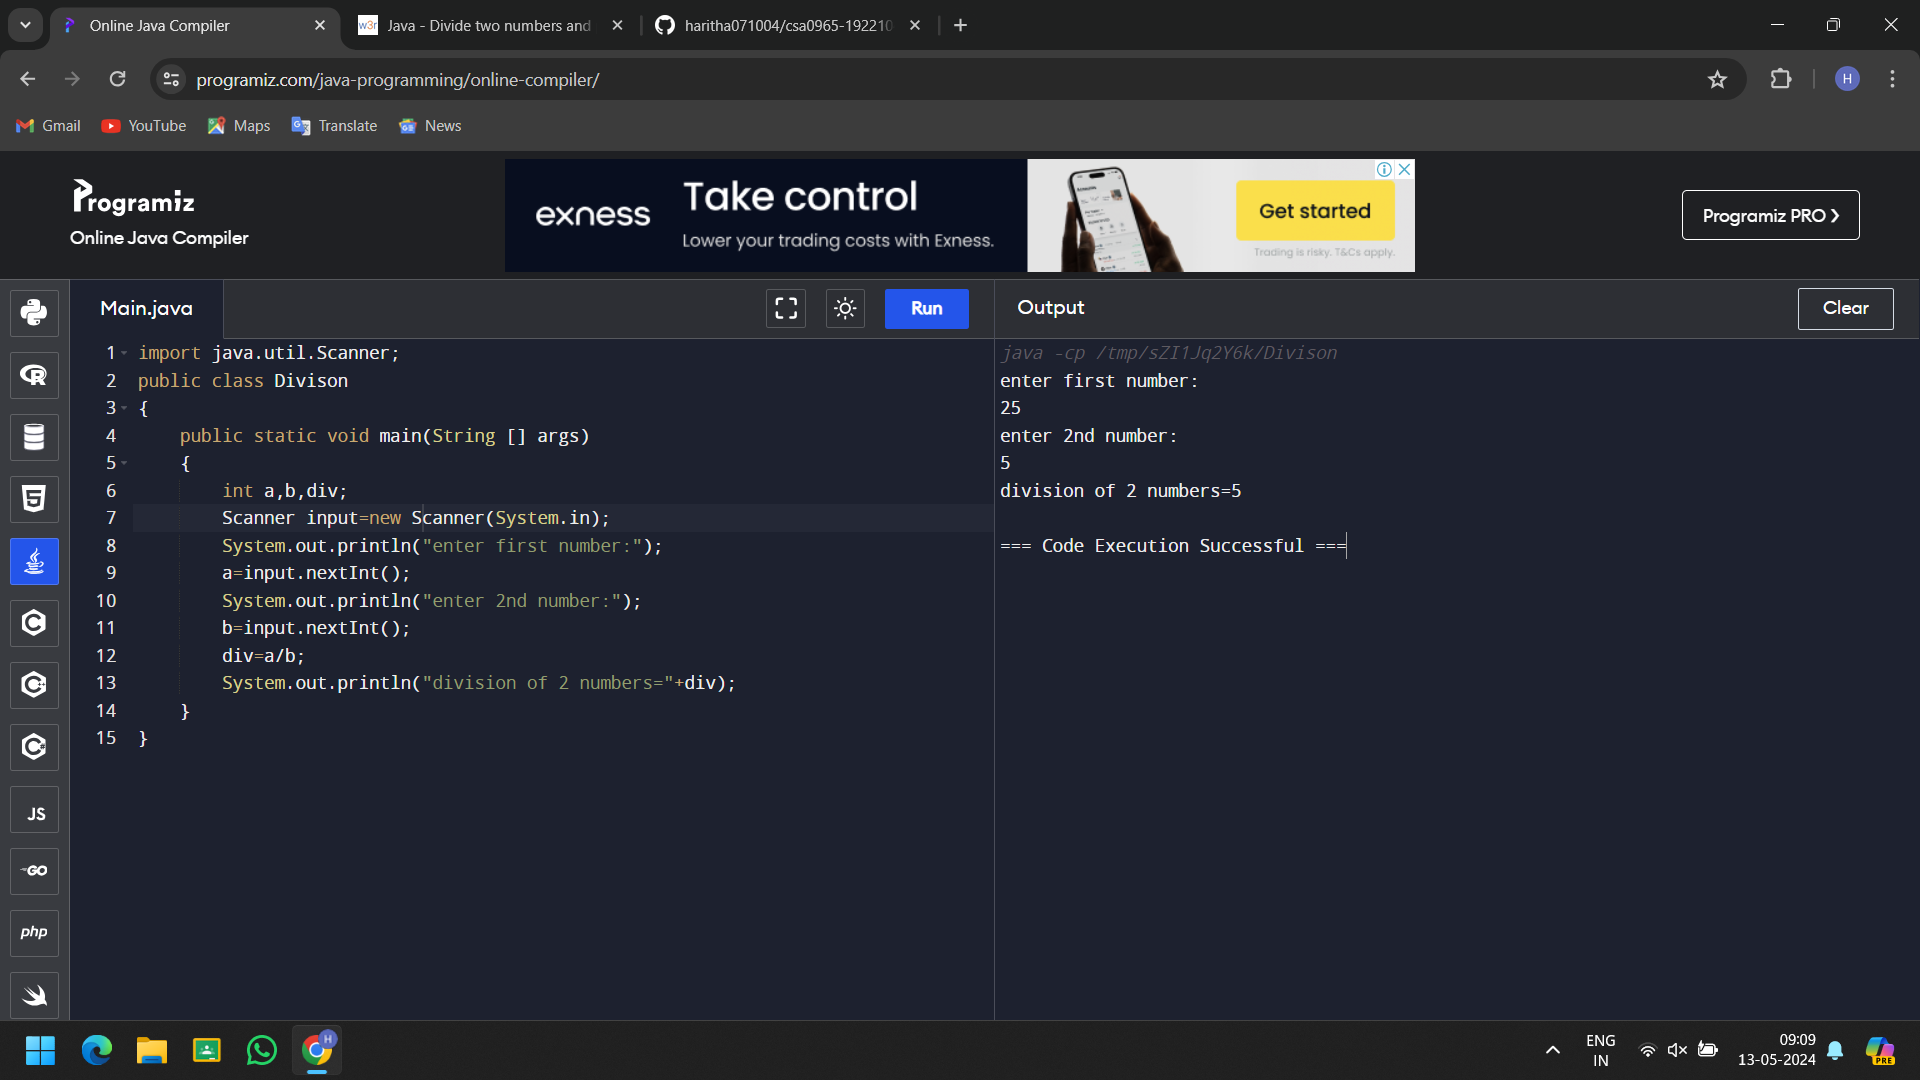 Online Java Compiler
w3r Java - Divide two numbers and
haritha071004/csa0965-192210
programiz.com/java-programming/online-compiler/
H
Gmail
YouTube
Maps
Translate
News
Programiz
Online Java Compiler
exness
Take control
Lower your trading costs with Exness.
Get started
Trading is risky. T&Cs apply.
Programiz PRO
Main.java
Run
Output
Clear
1 import java.util.Scanner;
2 public class Divison
3 {
4 public static void main(String [] args)
5 {
6 int a,b,div;
7 Scanner input=new Scanner(System.in);
8 System.out.println("enter first number:");
9 a=input.nextInt();
10 System.out.println("enter 2nd number:");
11 b=input.nextInt();
12 div=a/b;
13 System.out.println("division of 2 numbers="+div);
14 }
15 }
java -cp /tmp/sZI1Jq2Y6k/Divison
enter first number:
25
enter 2nd number:
5
division of 2 numbers=5
=== Code Execution Successful ===
R
5
C
C
C
JS
GO
php
H
ENG
IN
09:09
13-05-2024
PRE